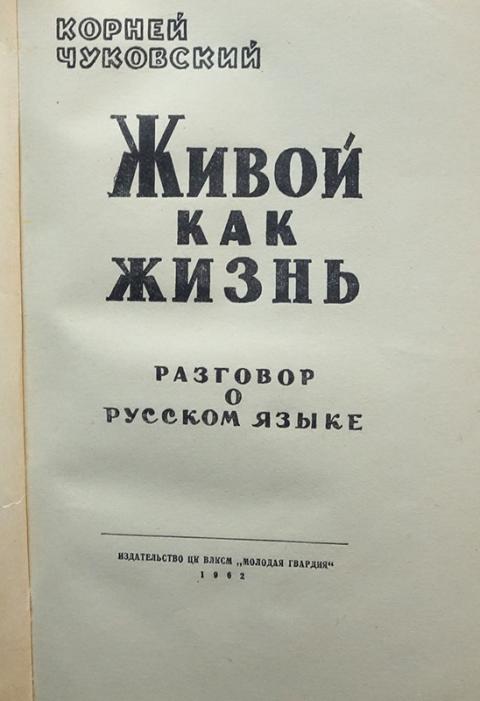 КОРНЕЙ
ЧУКОВСКИЙ
ЖИВОЙ
КАК
ЖИЗНЬ
РАЗГОВОР
О
РУССКОМ ЯЗЫКЕ
ИЗДАТЕЛЬСТВО ЦК ВЛКСМ „МОЛОДАЯ ГВАРДИЯ“
1962